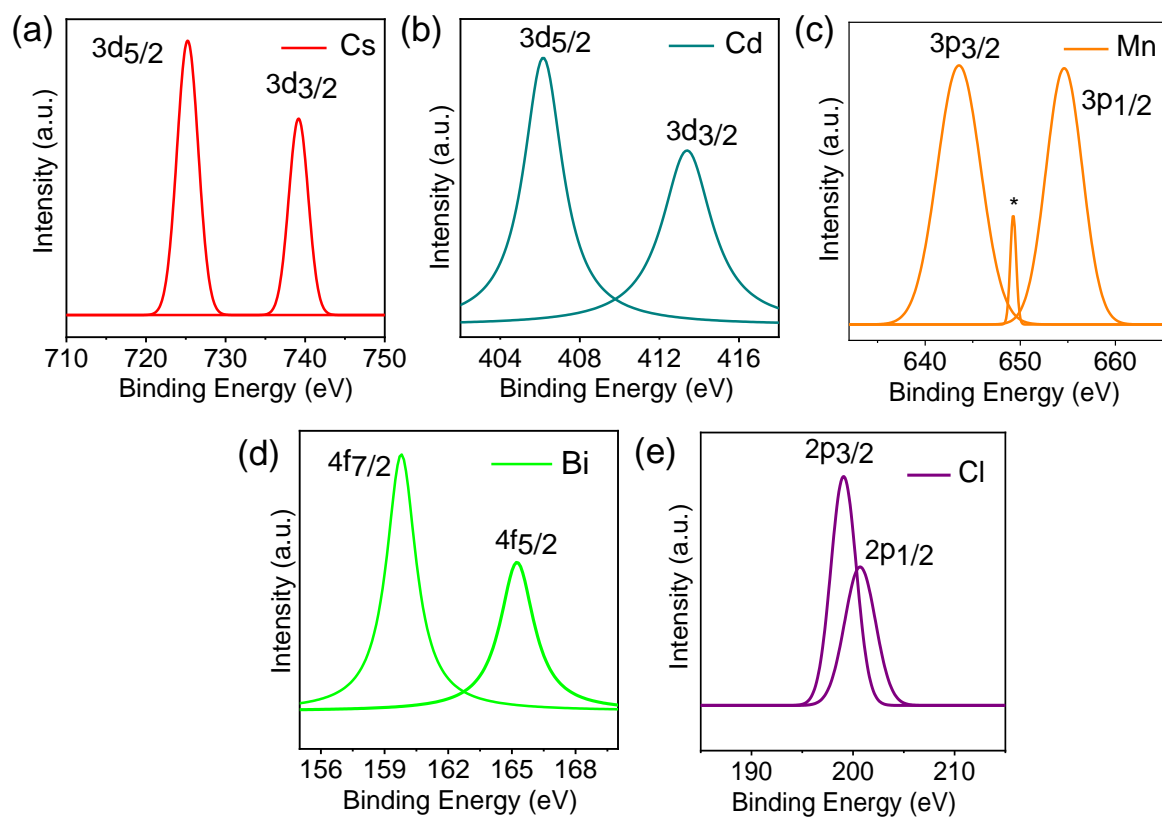 (a)
3d5/2
Cs
3d3/2
Intensity (a.u.)
710 720 730 740 750
Binding Energy (eV)
(b)
3d5/2
Cd
3d3/2
Intensity (a.u.)
404 408 412 416
Binding Energy (eV)
(c)
3p3/2
Mn
3p1/2
*
Intensity (a.u.)
640 650 660
Binding Energy (eV)
(d)
4f7/2
Bi
4f5/2
Intensity (a.u.)
156 159 162 165 168
Binding Energy (eV)
(e)
2p3/2
Cl
2p1/2
Intensity (a.u.)
190 200 210
Binding Energy (eV)